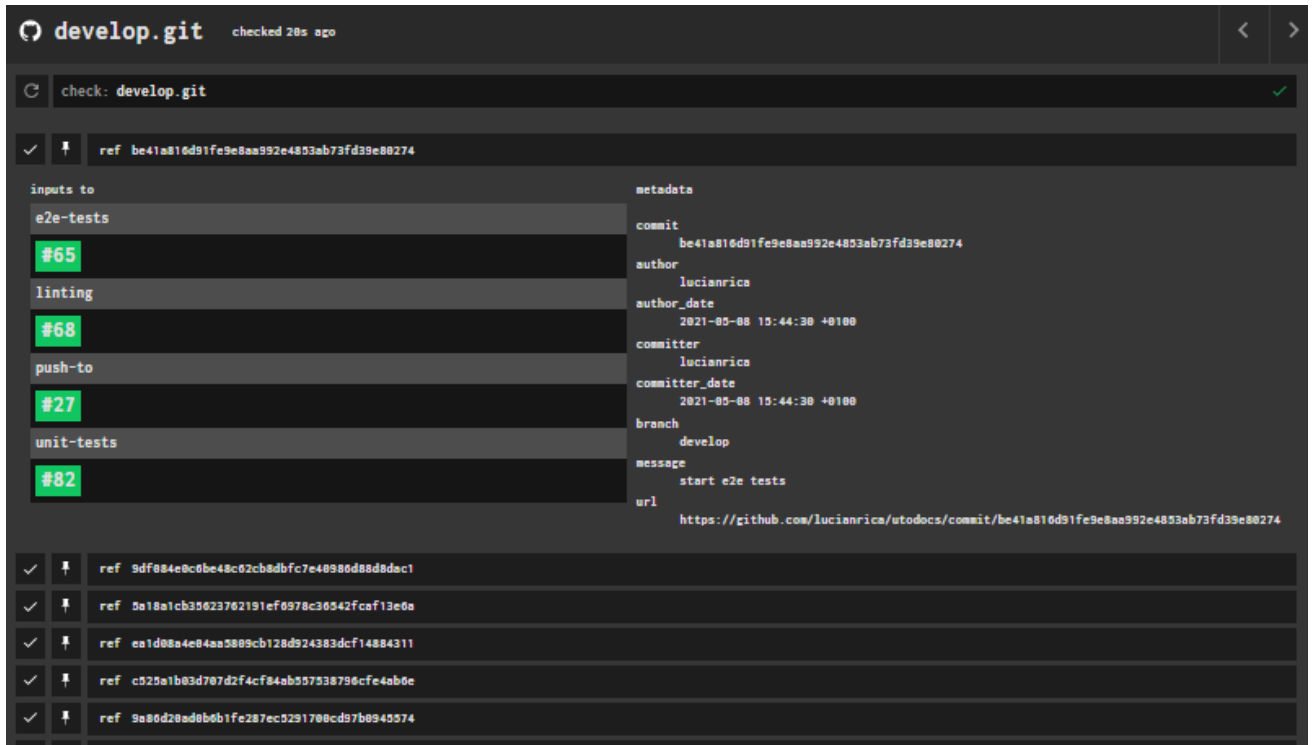 develop.git checked 20s ago
check: develop.git
ref be41a816d91fe9e8aa992e4853ab73fd39e80274
inputs to
e2e-tests
#65
linting
#68
push-to
#27
unit-tests
#82
metadata
commit
be41a816d91fe9e8aa992e4853ab73fd39e80274
author
lucianrica
author_date
2021-05-08 15:44:30 +0100
committer
lucianrica
committer_date
2021-05-08 15:44:30 +0100
branch
develop
message
start e2e tests
url
https://github.com/lucianrica/utodocs/commit/be41a816d91fe9e8aa992e4853ab73fd39e80274
ref 9df084e0c6be48c62cb8dbfc7e40986d88d8dac1
ref 5a18a1cb35623762191ef6978c36542fcaf13e6a
ref ea1d08a4e04aa5809cb128d924383dcf14884311
ref c525a1b03d707d2f4cf84ab557538796cfe4ab6e
ref 9a86d20ad0b6b1fe287ec5291700cd97b0945574